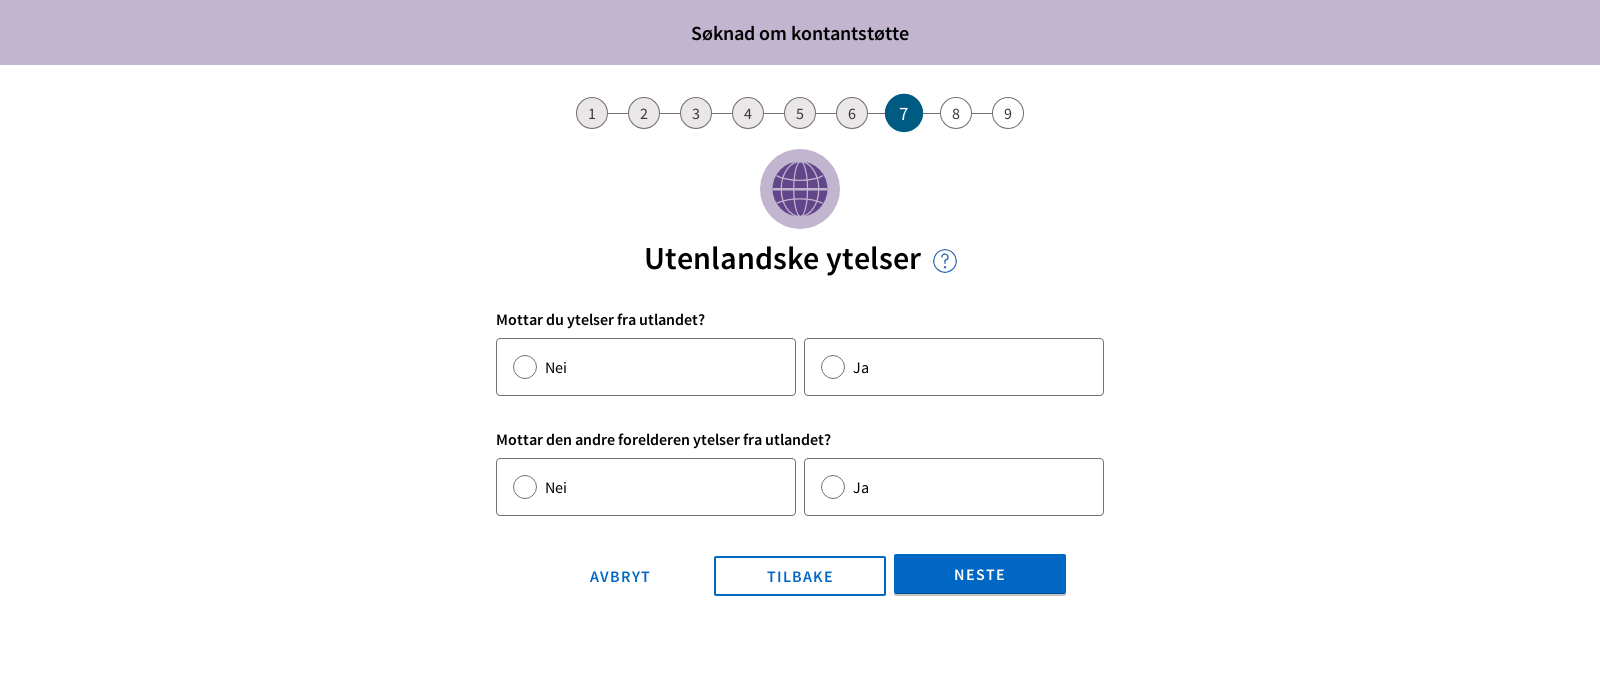 Søknad om kontantstøtte
1 2 3 4 5 6 7 8 9
Utenlandske ytelser ?
Mottar du ytelser fra utlandet?
Nei Ja
Mottar den andre forelderen ytelser fra utlandet?
Nei Ja
AVBRYT TILBAKE NESTE